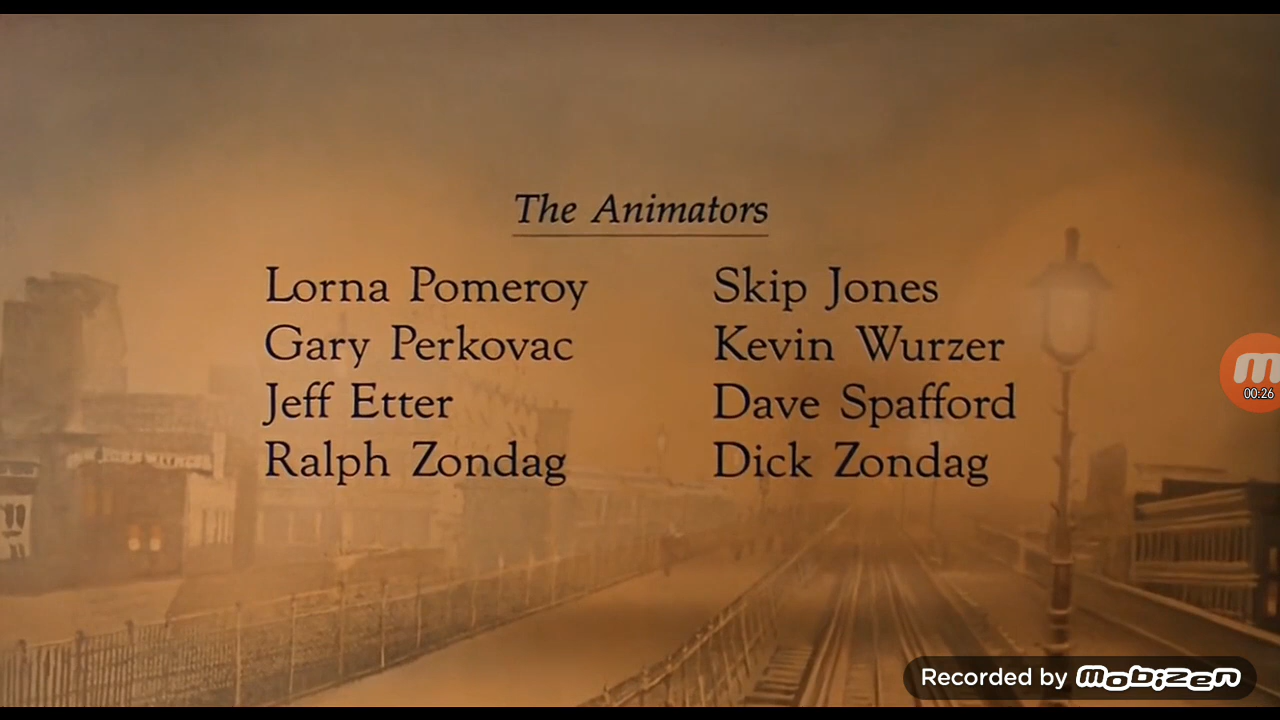 The Animators
Lorna Pomeroy
Skip Jones
Gary Perkovac
Kevin Wurzer
Jeff Etter
Dave Spafford
Ralph Zondag
Dick Zondag
00:26
Recorded by mobizen